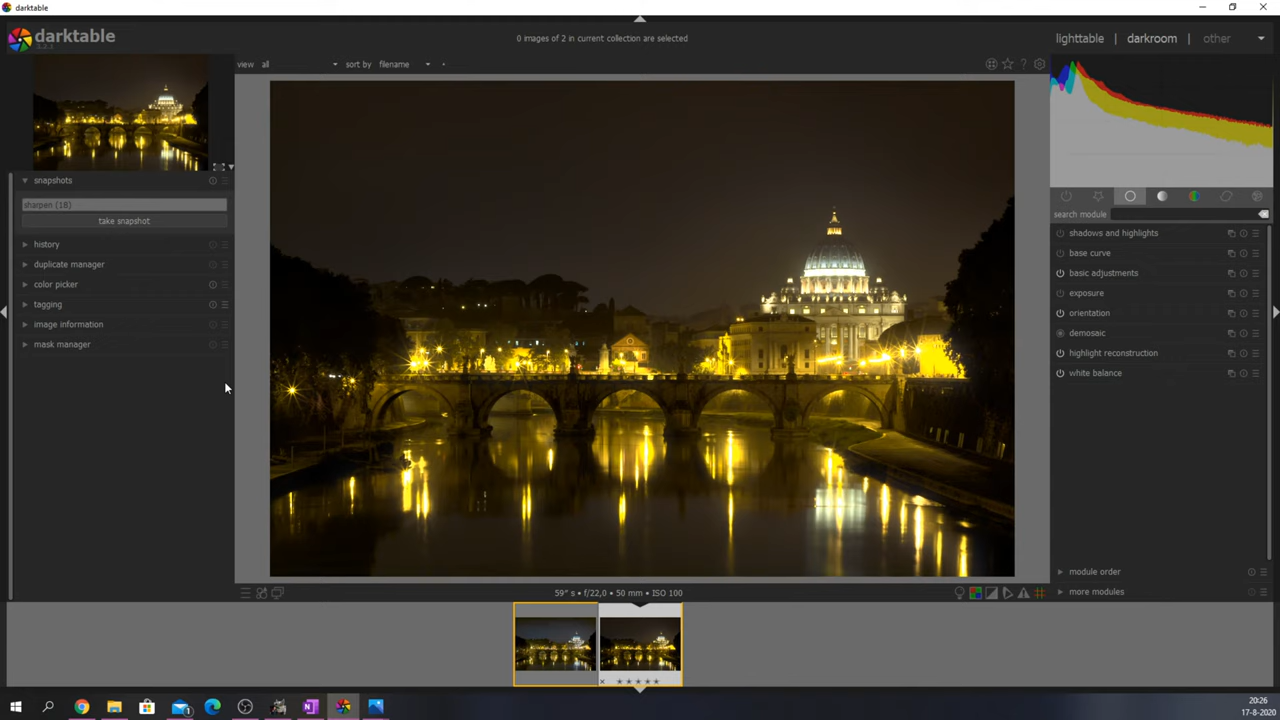 darktable
darktable
3.2.1
0 images of 2 in current collection are selected
lighttable
darkroom
other
view all
sort by filename
snapshots
sharpen (18)
take snapshot
history
duplicate manager
color picker
tagging
image information
mask manager
search module
shadows and highlights
base curve
basic adjustments
exposure
orientation
demosaic
highlight reconstruction
white balance
module order
more modules
59" • f/22,0 • 50 mm • ISO 100
20:26
17-8-2020